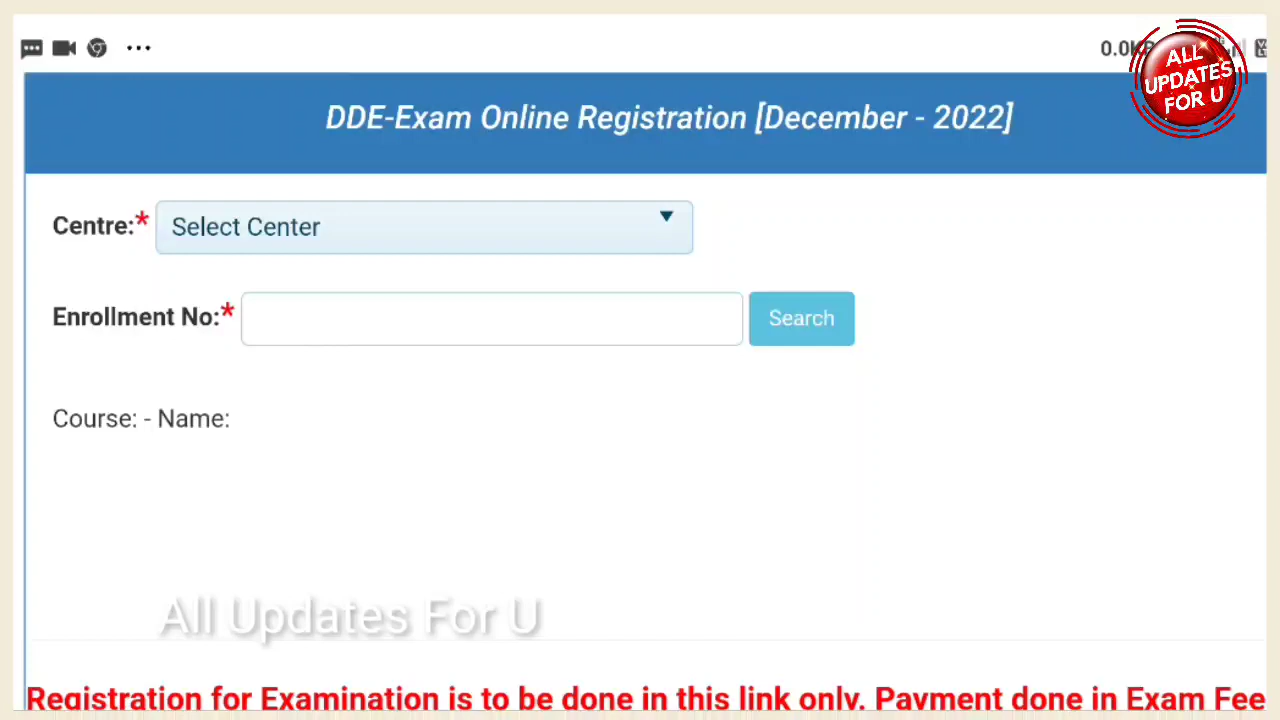 ALL
UPDATES
FOR U
DDE-Exam Online Registration [December - 2022]
Centre:* Select Center
Enrollment No:* Search
Course: - Name:
All Updates For U
Registration for Examination is to be done in this link only. Payment done in Exam Fee